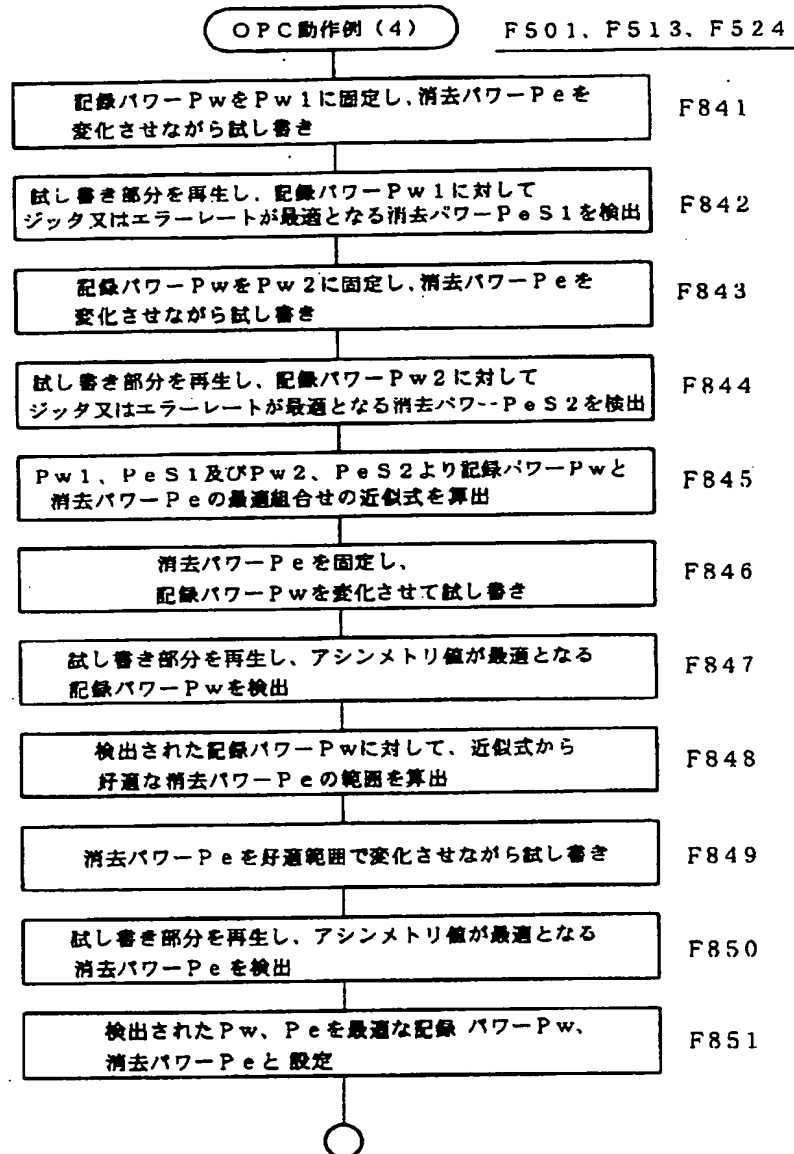 OPC動作例（4） F501、F513、F524
記録パワーPwをPw1に固定し、消去パワーPeを
変化させながら試し書き
F841
試し書き部分を再生し、記録パワーPw1に対して
ジッタ又はエラーレートが最適となる消去パワーPeS1を検出
F842
記録パワーPwをPw2に固定し、消去パワーPeを
変化させながら試し書き
F843
試し書き部分を再生し、記録パワーPw2に対して
ジッタ又はエラーレートが最適となる消去パワーPeS2を検出
F844
Pw1、PeS1及びPw2、PeS2より記録パワーPwと
消去パワーPeの最適組合せの近似式を算出
F845
消去パワーPeを固定し、
記録パワーPwを変化させて試し書き
F846
試し書き部分を再生し、アシンメトリ値が最適となる
記録パワーPwを検出
F847
検出された記録パワーPwに対して、近似式から
好適な消去パワーPeの範囲を算出
F848
消去パワーPeを好適範囲で変化させながら試し書き
F849
試し書き部分を再生し、アシンメトリ値が最適となる
消去パワーPeを検出
F850
検出されたPw、Peを最適な記録 パワーPw、
消去パワーPeと 設定
F851